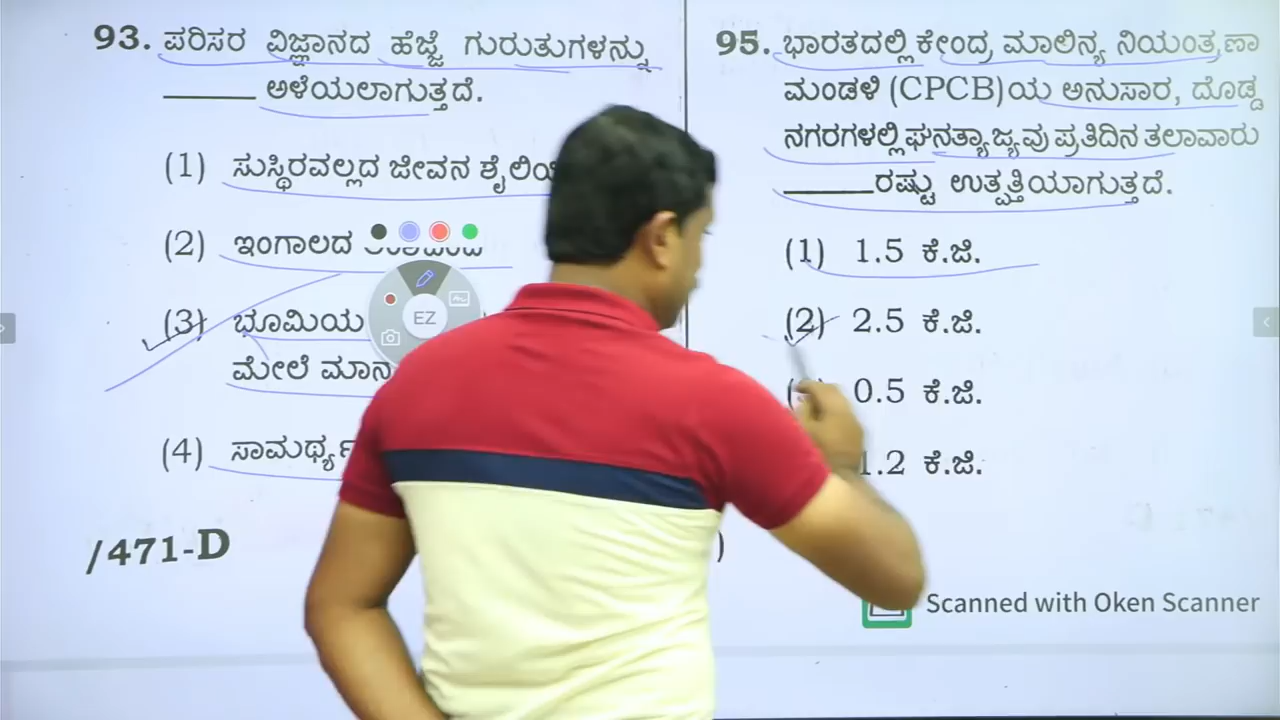 93. ಪರಿಸರ ವಿಜ್ಞಾನದ ಹೆಜ್ಜೆ ಗುರುತುಗಳನ್ನು
______ ಅಳೆಯಲಾಗುತ್ತದೆ.
(1) ಸುಸ್ಥಿರವಲ್ಲದ ಜೀವನ
(2) ಇಂಗಾಲದ
(3) ಭೂಮಿಯ
ಮೇಲೆ
(4)
/471-D
EZ
95. ಭಾರತದಲ್ಲಿ ಕೇಂದ್ರ ಮಾಲಿನ್ಯ ನಿಯಂತ್ರಣಾ
ಮಂಡಳಿ (CPCB)ಯ ಅನುಸಾರ, ದೊಡ್ಡ
ನಗರಗಳಲ್ಲಿ ಘನತ್ಯಾಜ್ಯವು ಪ್ರತಿದಿನ ತಲಾವಾರು
______ರಷ್ಟು ಉತ್ಪತ್ತಿಯಾಗುತ್ತದೆ.
(1) 1.5 ಕೆ.ಜಿ.
(2) 2.5 ಕೆ.ಜಿ.
0.5 ಕೆ.ಜಿ.
1.2 ಕೆ.ಜಿ.
Scanned with Oken Scanner